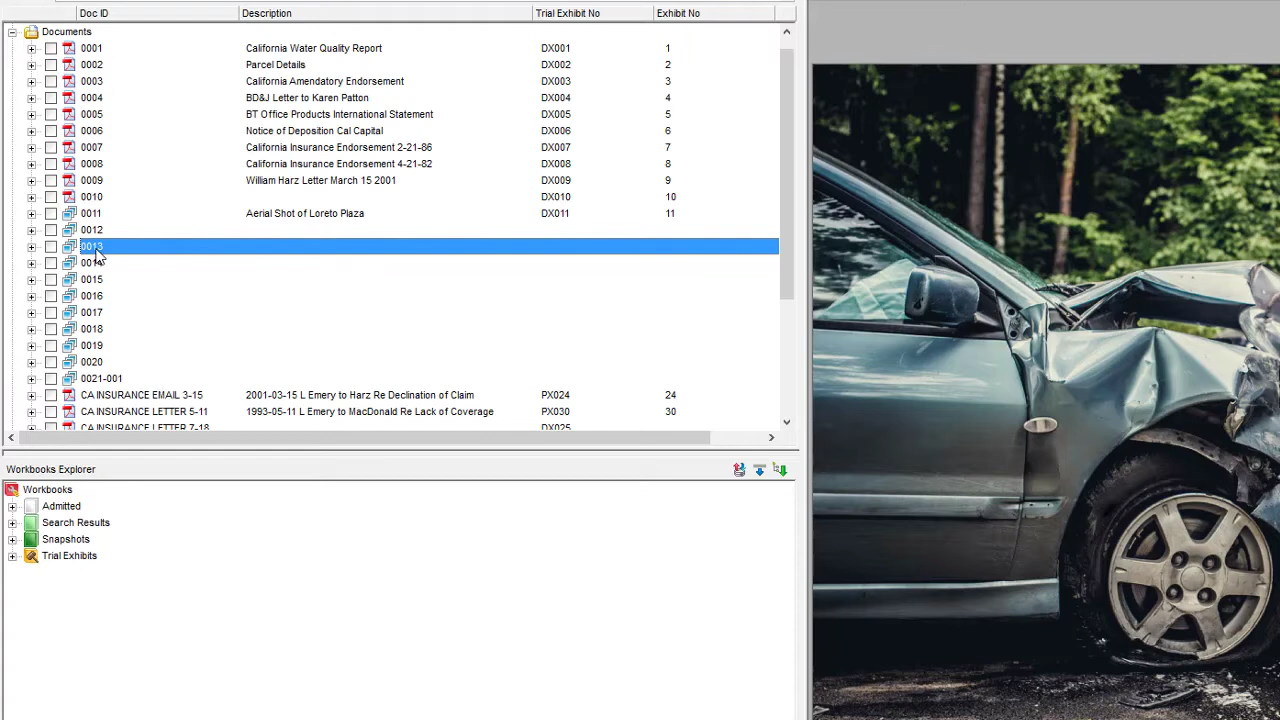 Doc ID Description Trial Exhibit No Exhibit No
Documents
0001 California Water Quality Report DX001 1
0002 Parcel Details DX002 2
0003 California Amendatory Endorsement DX003 3
0004 BD&J Letter to Karen Patton DX004 4
0005 BT Office Products International Statement DX005 5
0006 Notice of Deposition Cal Capital DX006 6
0007 California Insurance Endorsement 2-21-86 DX007 7
0008 California Insurance Endorsement 4-21-82 DX008 8
0009 William Harz Letter March 15 2001 DX009 9
0010 DX010 10
0011 Aerial Shot of Loreto Plaza DX011 11
0012
0013
0014
0015
0016
0017
0018
0019
0020
0021-001
CA INSURANCE EMAIL 3-15 2001-03-15 L Emery to Harz Re Declination of Claim PX024 24
CA INSURANCE LETTER 5-11 1993-05-11 L Emery to MacDonald Re Lack of Coverage PX030 30
CA INSURANCE LETTER 7-18 DX025
Workbooks Explorer
Workbooks
Admitted
Search Results
Snapshots
Trial Exhibits